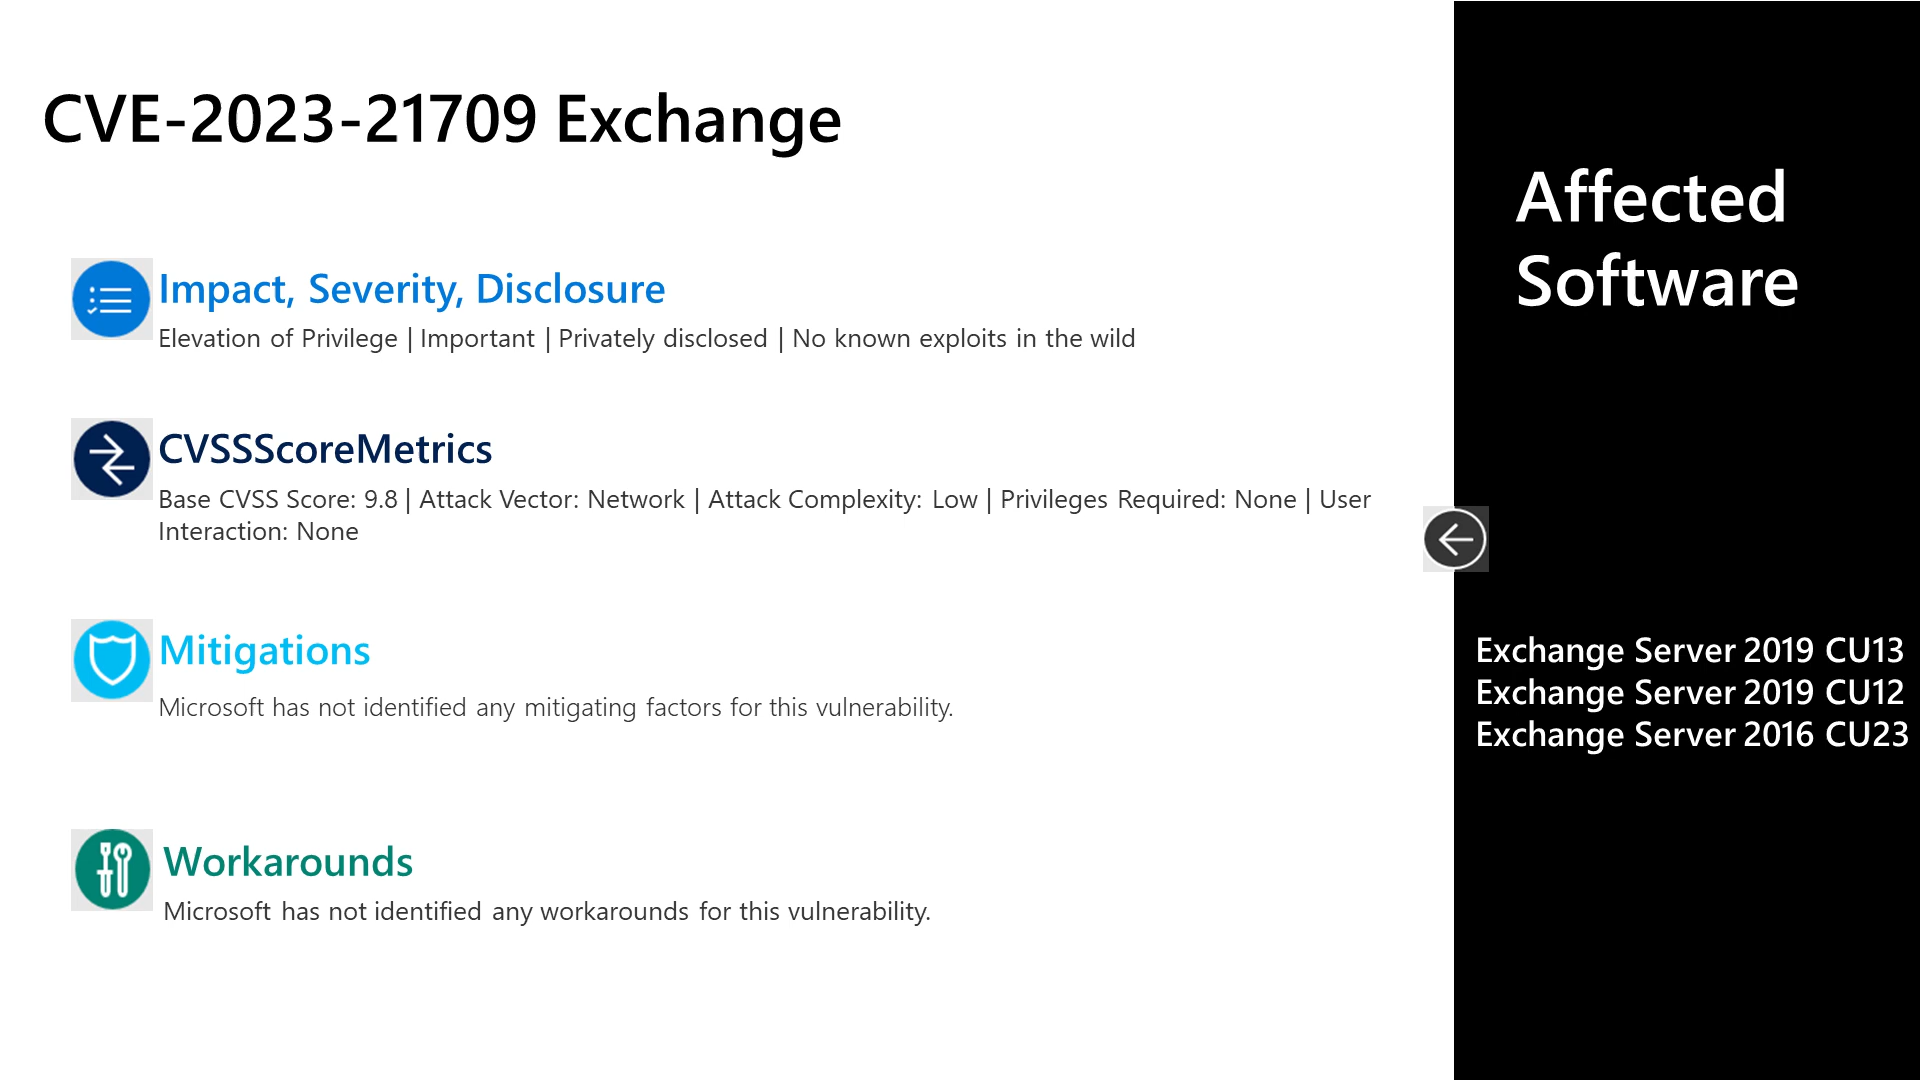 CVE-2023-21709 Exchange
Impact, Severity, Disclosure
Elevation of Privilege | Important | Privately disclosed | No known exploits in the wild
CVSSScoreMetrics
Base CVSS Score: 9.8 | Attack Vector: Network | Attack Complexity: Low | Privileges Required: None | User
Interaction: None
Mitigations
Microsoft has not identified any mitigating factors for this vulnerability.
Workarounds
Microsoft has not identified any workarounds for this vulnerability.
Affected
Software
Exchange Server 2019 CU13
Exchange Server 2019 CU12
Exchange Server 2016 CU23